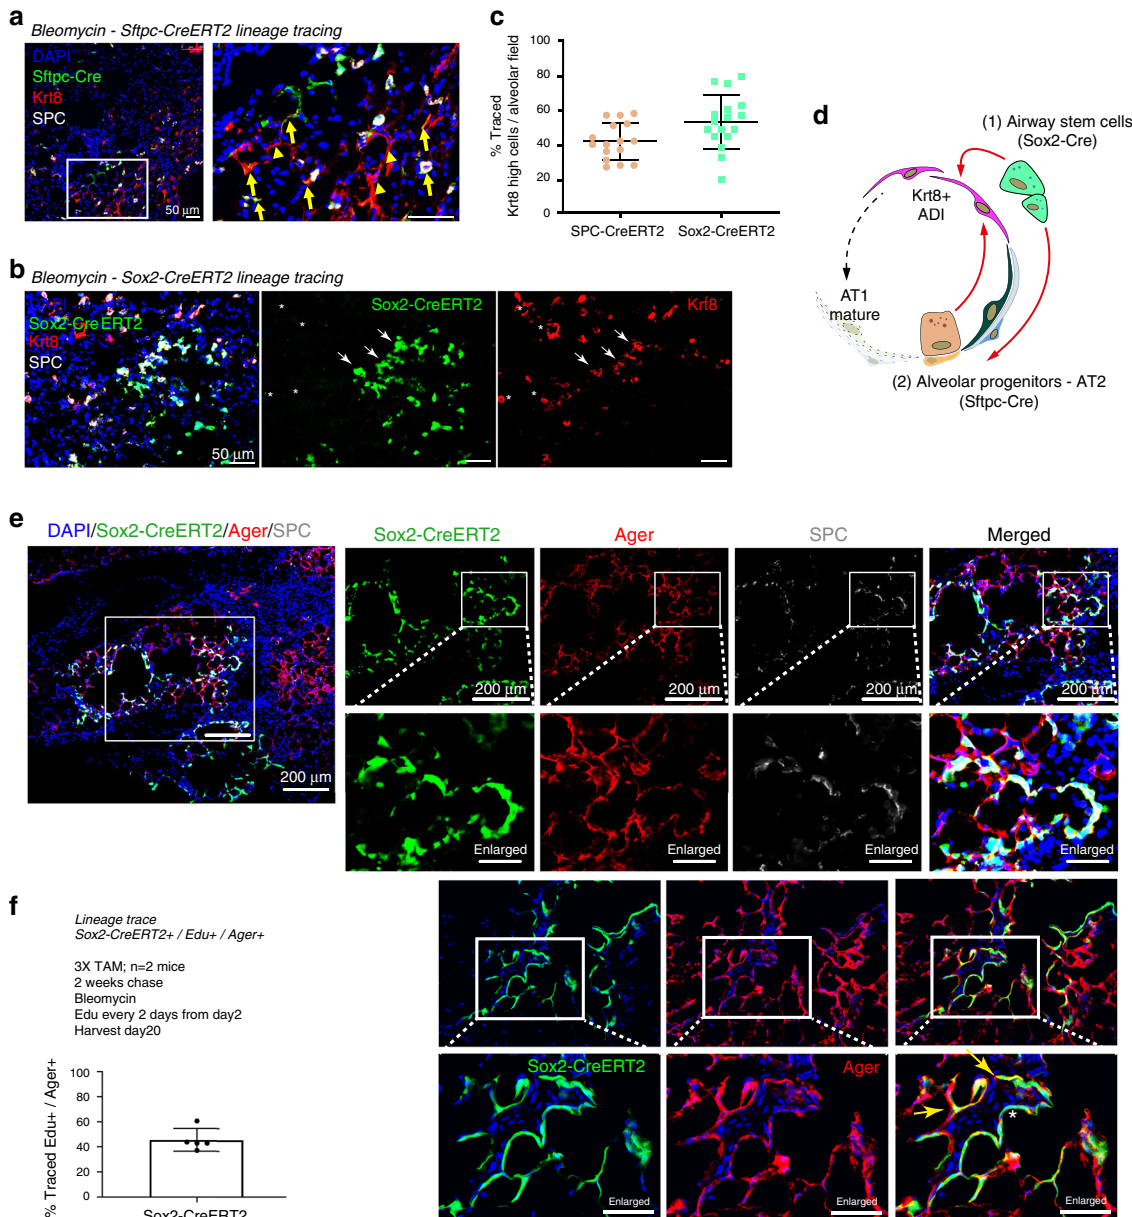 a
Bleomycin - Sftpc-CreERT2 lineage tracing
DAPI
Sftpc-Cre
Krt8
SPC
50 μm
b
Bleomycin - Sox2-CreERT2 lineage tracing
DAPI
Sox2-CreERT2
Krt8
SPC
50 μm
Sox2-CreERT2
*
*
*
*
Krt8
*
*
*
*
c
% Traced
Krt8 high cells / alveolar field
100
80
60
40
20
0
SPC-CreERT2
Sox2-CreERT2
d
(1) Airway stem cells
(Sox2-Cre)
Krt8+
ADI
AT1
mature
(2) Alveolar progenitors - AT2
(Sftpc-Cre)
e
DAPI/Sox2-CreERT2/Ager/SPC
200 μm
Sox2-CreERT2
Ager
SPC
Merged
200 μm
200 μm
200 μm
200 μm
Enlarged
Enlarged
Enlarged
Enlarged
f
Lineage trace
Sox2-CreERT2+ / Edu+ / Ager+
3X TAM; n=2 mice
2 weeks chase
Bleomycin
Edu every 2 days from day2
Harvest day20
% Traced Edu+ / Ager+
100
80
60
40
20
0
Sox2-CreERT2
Sox2-CreERT2
Enlarged
Ager
Enlarged
*
Enlarged